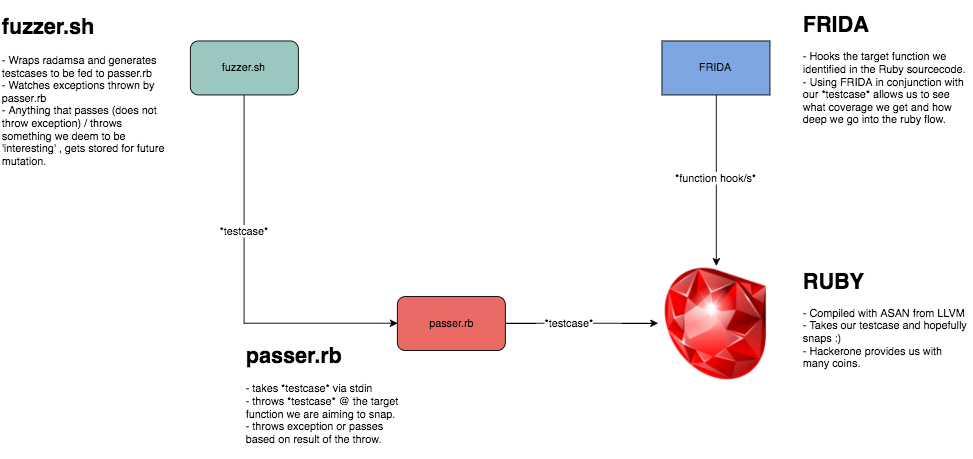 fuzzer.sh
- Wraps radamsa and generates
testcases to be fed to passer.rb
- Watches exceptions thrown by
passer.rb
- Anything that passes (does not
throw exception) / throws
something we deem to be
'interesting' , gets stored for future
mutation.
fuzzer.sh
*testcase*
FRIDA
*function hook/s*
FRIDA
- Hooks the target function we
identified in the Ruby sourcecode.
- Using FRIDA in conjunction with
our *testcase* allows us to see
what coverage we get and how
deep we go into the ruby flow.
passer.rb
*testcase*
passer.rb
- takes *testcase* via stdin
- throws *testcase* @ the target
function we are aiming to snap.
- throws exception or passes
based on result of the throw.
RUBY
- Compiled with ASAN from LLVM
- Takes our testcase and hopefully
snaps :)
- Hackerone provides us with
many coins.